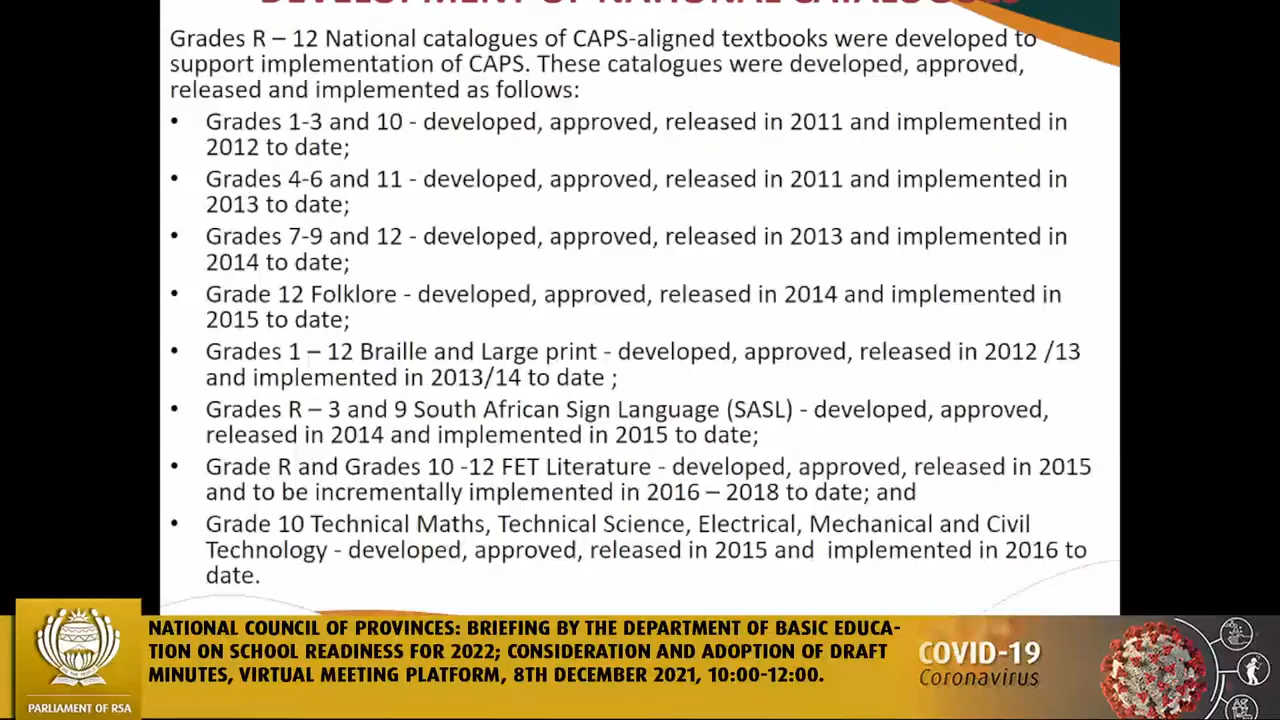 DEVELOPMENT OF NATIONAL CATALOGUES
Grades R – 12 National catalogues of CAPS-aligned textbooks were developed to
support implementation of CAPS. These catalogues were developed, approved,
released and implemented as follows:
• Grades 1-3 and 10 - developed, approved, released in 2011 and implemented in
2012 to date;
• Grades 4-6 and 11 - developed, approved, released in 2011 and implemented in
2013 to date;
• Grades 7-9 and 12 - developed, approved, released in 2013 and implemented in
2014 to date;
• Grade 12 Folklore - developed, approved, released in 2014 and implemented in
2015 to date;
• Grades 1 – 12 Braille and Large print - developed, approved, released in 2012 /13
and implemented in 2013/14 to date ;
• Grades R – 3 and 9 South African Sign Language (SASL) - developed, approved,
released in 2014 and implemented in 2015 to date;
• Grade R and Grades 10 -12 FET Literature - developed, approved, released in 2015
and to be incrementally implemented in 2016 – 2018 to date; and
• Grade 10 Technical Maths, Technical Science, Electrical, Mechanical and Civil
Technology - developed, approved, released in 2015 and  implemented in 2016 to
date.
NATIONAL COUNCIL OF PROVINCES: BRIEFING BY THE DEPARTMENT OF BASIC EDUCA-
TION ON SCHOOL READINESS FOR 2022; CONSIDERATION AND ADOPTION OF DRAFT
MINUTES, VIRTUAL MEETING PLATFORM, 8TH DECEMBER 2021, 10:00-12:00.
PARLIAMENT OF RSA
COVID-19
Coronavirus